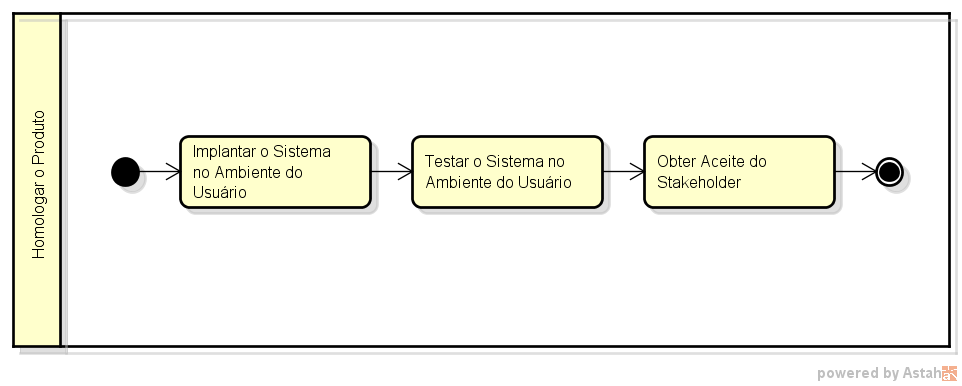 Homologar o Produto
Implantar o Sistema
no Ambiente do
Usuário
Testar o Sistema no
Ambiente do Usuário
Obter Aceite do
Stakeholder
powered by Astah